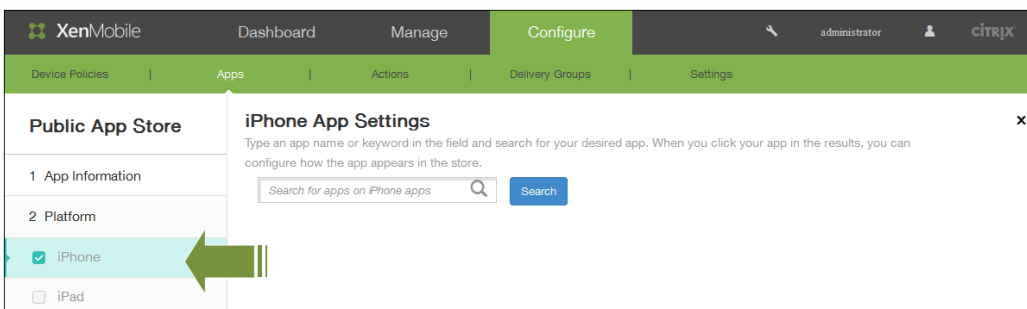 XenMobile Dashboard Manage Configure administrator CİTRIX
Device Policies | Apps | Actions | Delivery Groups | Settings
Public App Store
1 App Information
2 Platform
iPhone
iPad
iPhone App Settings
Type an app name or keyword in the field and search for your desired app. When you click your app in the results, you can
configure how the app appears in the store.
Search for apps on iPhone apps Search
x